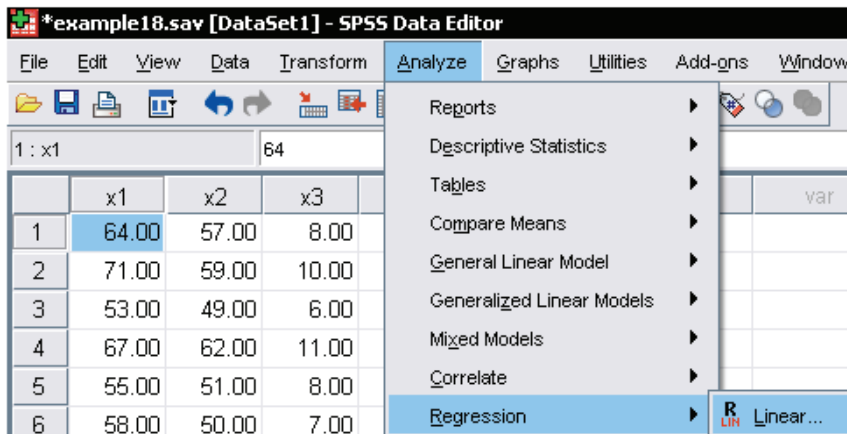 *example18.sav [DataSet1] - SPSS Data Editor
File Edit View Data Transform Analyze Graphs Utilities Add-ons Window
1 : x1 64
Reports
Descriptive Statistics
Tables
Compare Means
General Linear Model
Generalized Linear Models
Mixed Models
Correlate
Regression
R LIN Linear...
x1 x2 x3 var
1 64.00 57.00 8.00
2 71.00 59.00 10.00
3 53.00 49.00 6.00
4 67.00 62.00 11.00
5 55.00 51.00 8.00
6 58.00 50.00 7.00